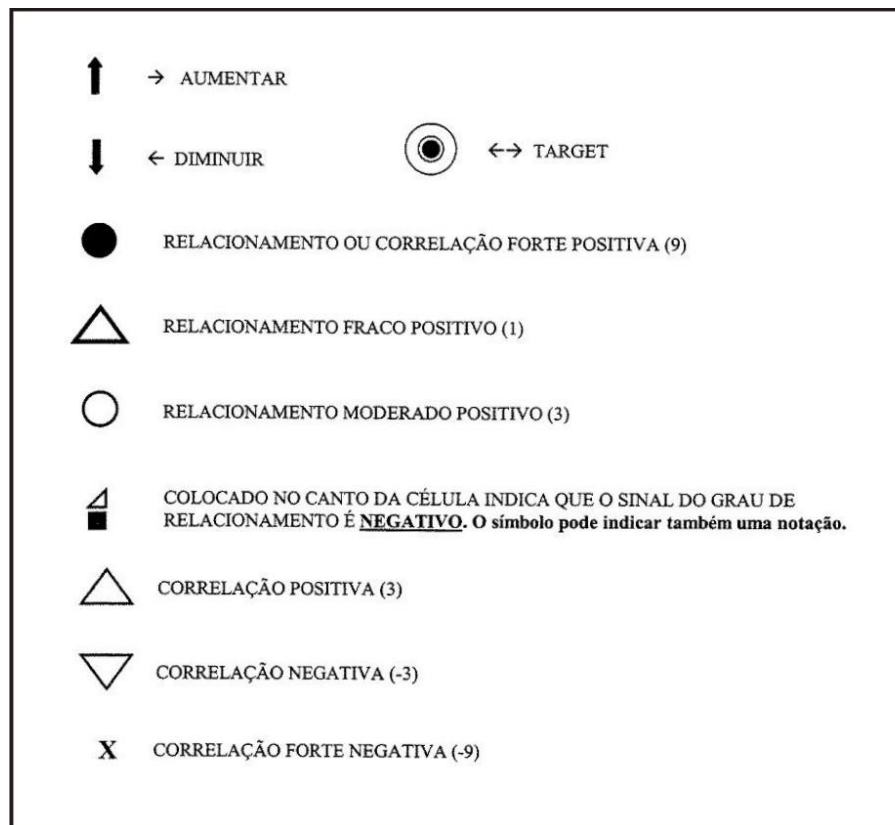 → AUMENTAR
← DIMINUIR
←→ TARGET
RELACIONAMENTO OU CORRELAÇÃO FORTE POSITIVA (9)
RELACIONAMENTO FRACO POSITIVO (1)
RELACIONAMENTO MODERADO POSITIVO (3)
COLOCADO NO CANTO DA CÉLULA INDICA QUE O SINAL DO GRAU DE
RELACIONAMENTO É NEGATIVO. O símbolo pode indicar também uma notação.
CORRELAÇÃO POSITIVA (3)
CORRELAÇÃO NEGATIVA (-3)
X CORRELAÇÃO FORTE NEGATIVA (-9)